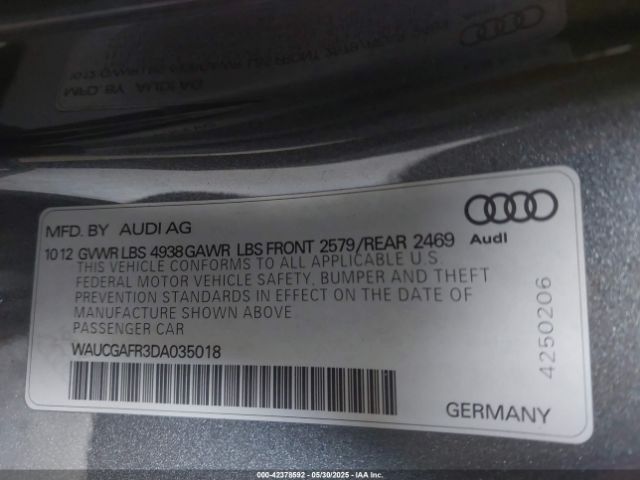 MFD. BY AUDI AG
Audi
10 12 GVWR LBS 4938 GAWR LBS FRONT 2579/REAR 2469
THIS VEHICLE CONFORMS TO ALL APPLICABLE U.S.
FEDERAL MOTOR VEHICLE SAFETY, BUMPER AND THEFT
PREVENTION STANDARDS IN EFFECT ON THE DATE OF
MANUFACTURE SHOWN ABOVE
PASSENGER CAR
WAUCGAFR3DA035018
4250206
GERMANY
000-42378592 - 05/30/2025 - IAA Inc.